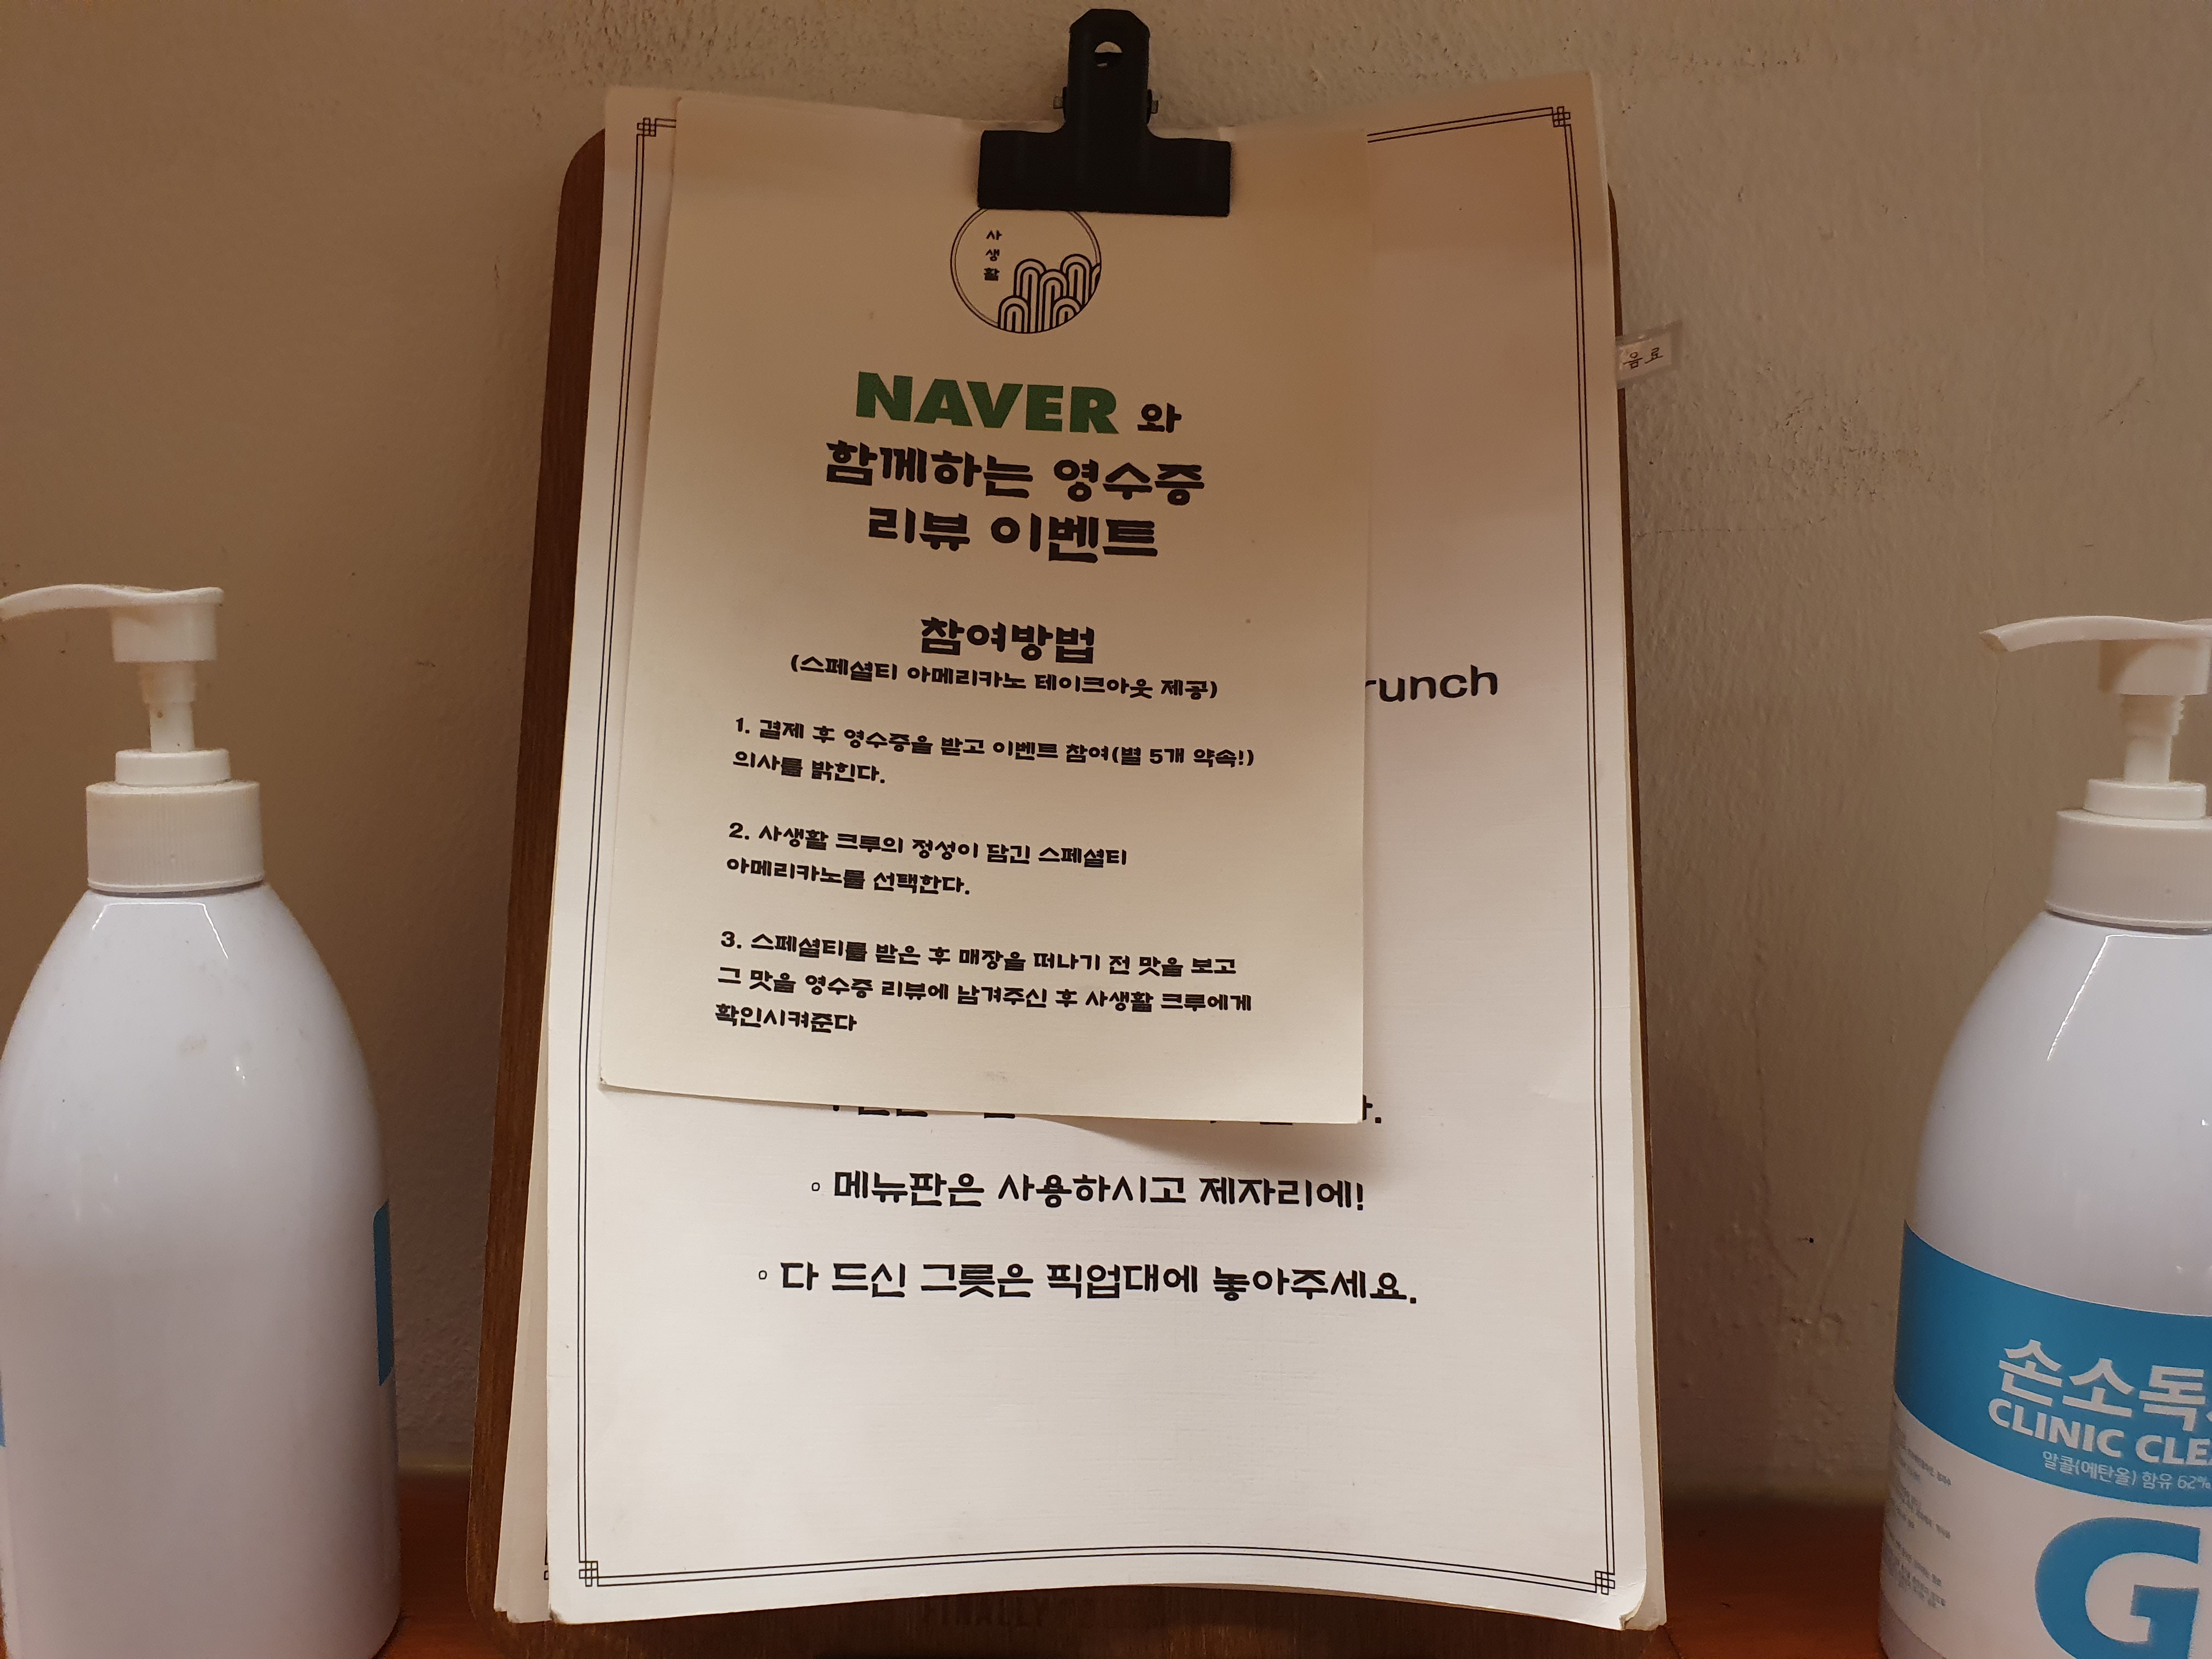 사
생
활
NAVER 와
함께하는 영수증
리뷰 이벤트
참여방법
(스페셜티 아메리카노 테이크아웃 제공)
1. 결제 후 영수증을 받고 이벤트 참여(별 5개 약속!)
의사를 밝힌다.
2. 사생활 크루의 정성이 담긴 스페셜티
아메리카노를 선택한다.
3. 스페셜티를 받은 후 매장을 떠나기 전 맛을 보고
그 맛을 영수증 리뷰에 남겨주신 후 사생활 크루에게
확인시켜준다
음료
runch
◦ 메뉴판은 사용하시고 제자리에!
◦ 다 드신 그릇은 픽업대에 놓아주세요.
FINALLY
손소독
CLINIC CLE
알콜(에탄올) 함유 62%
G